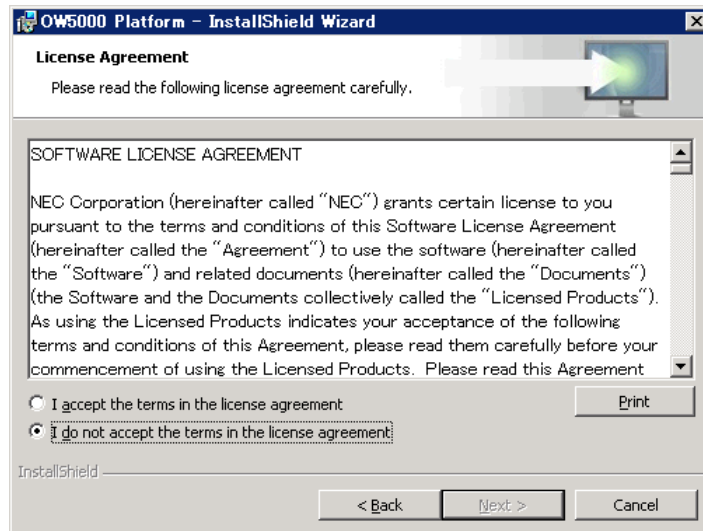 OW5000 Platform - InstallShield Wizard
License Agreement
Please read the following license agreement carefully.
SOFTWARE LICENSE AGREEMENT
NEC Corporation (hereinafter called "NEC") grants certain license to you
pursuant to the terms and conditions of this Software License Agreement
(hereinafter called the "Agreement") to use the software (hereinafter called
the "Software") and related documents (hereinafter called the "Documents")
(the Software and the Documents collectively called the "Licensed Products").
As using the Licensed Products indicates your acceptance of the following
terms and conditions of this Agreement, please read them carefully before your
commencement of using the Licensed Products. Please read this Agreement
I accept the terms in the license agreement
Print
I do not accept the terms in the license agreement
InstallShield
< Back
Next >
Cancel